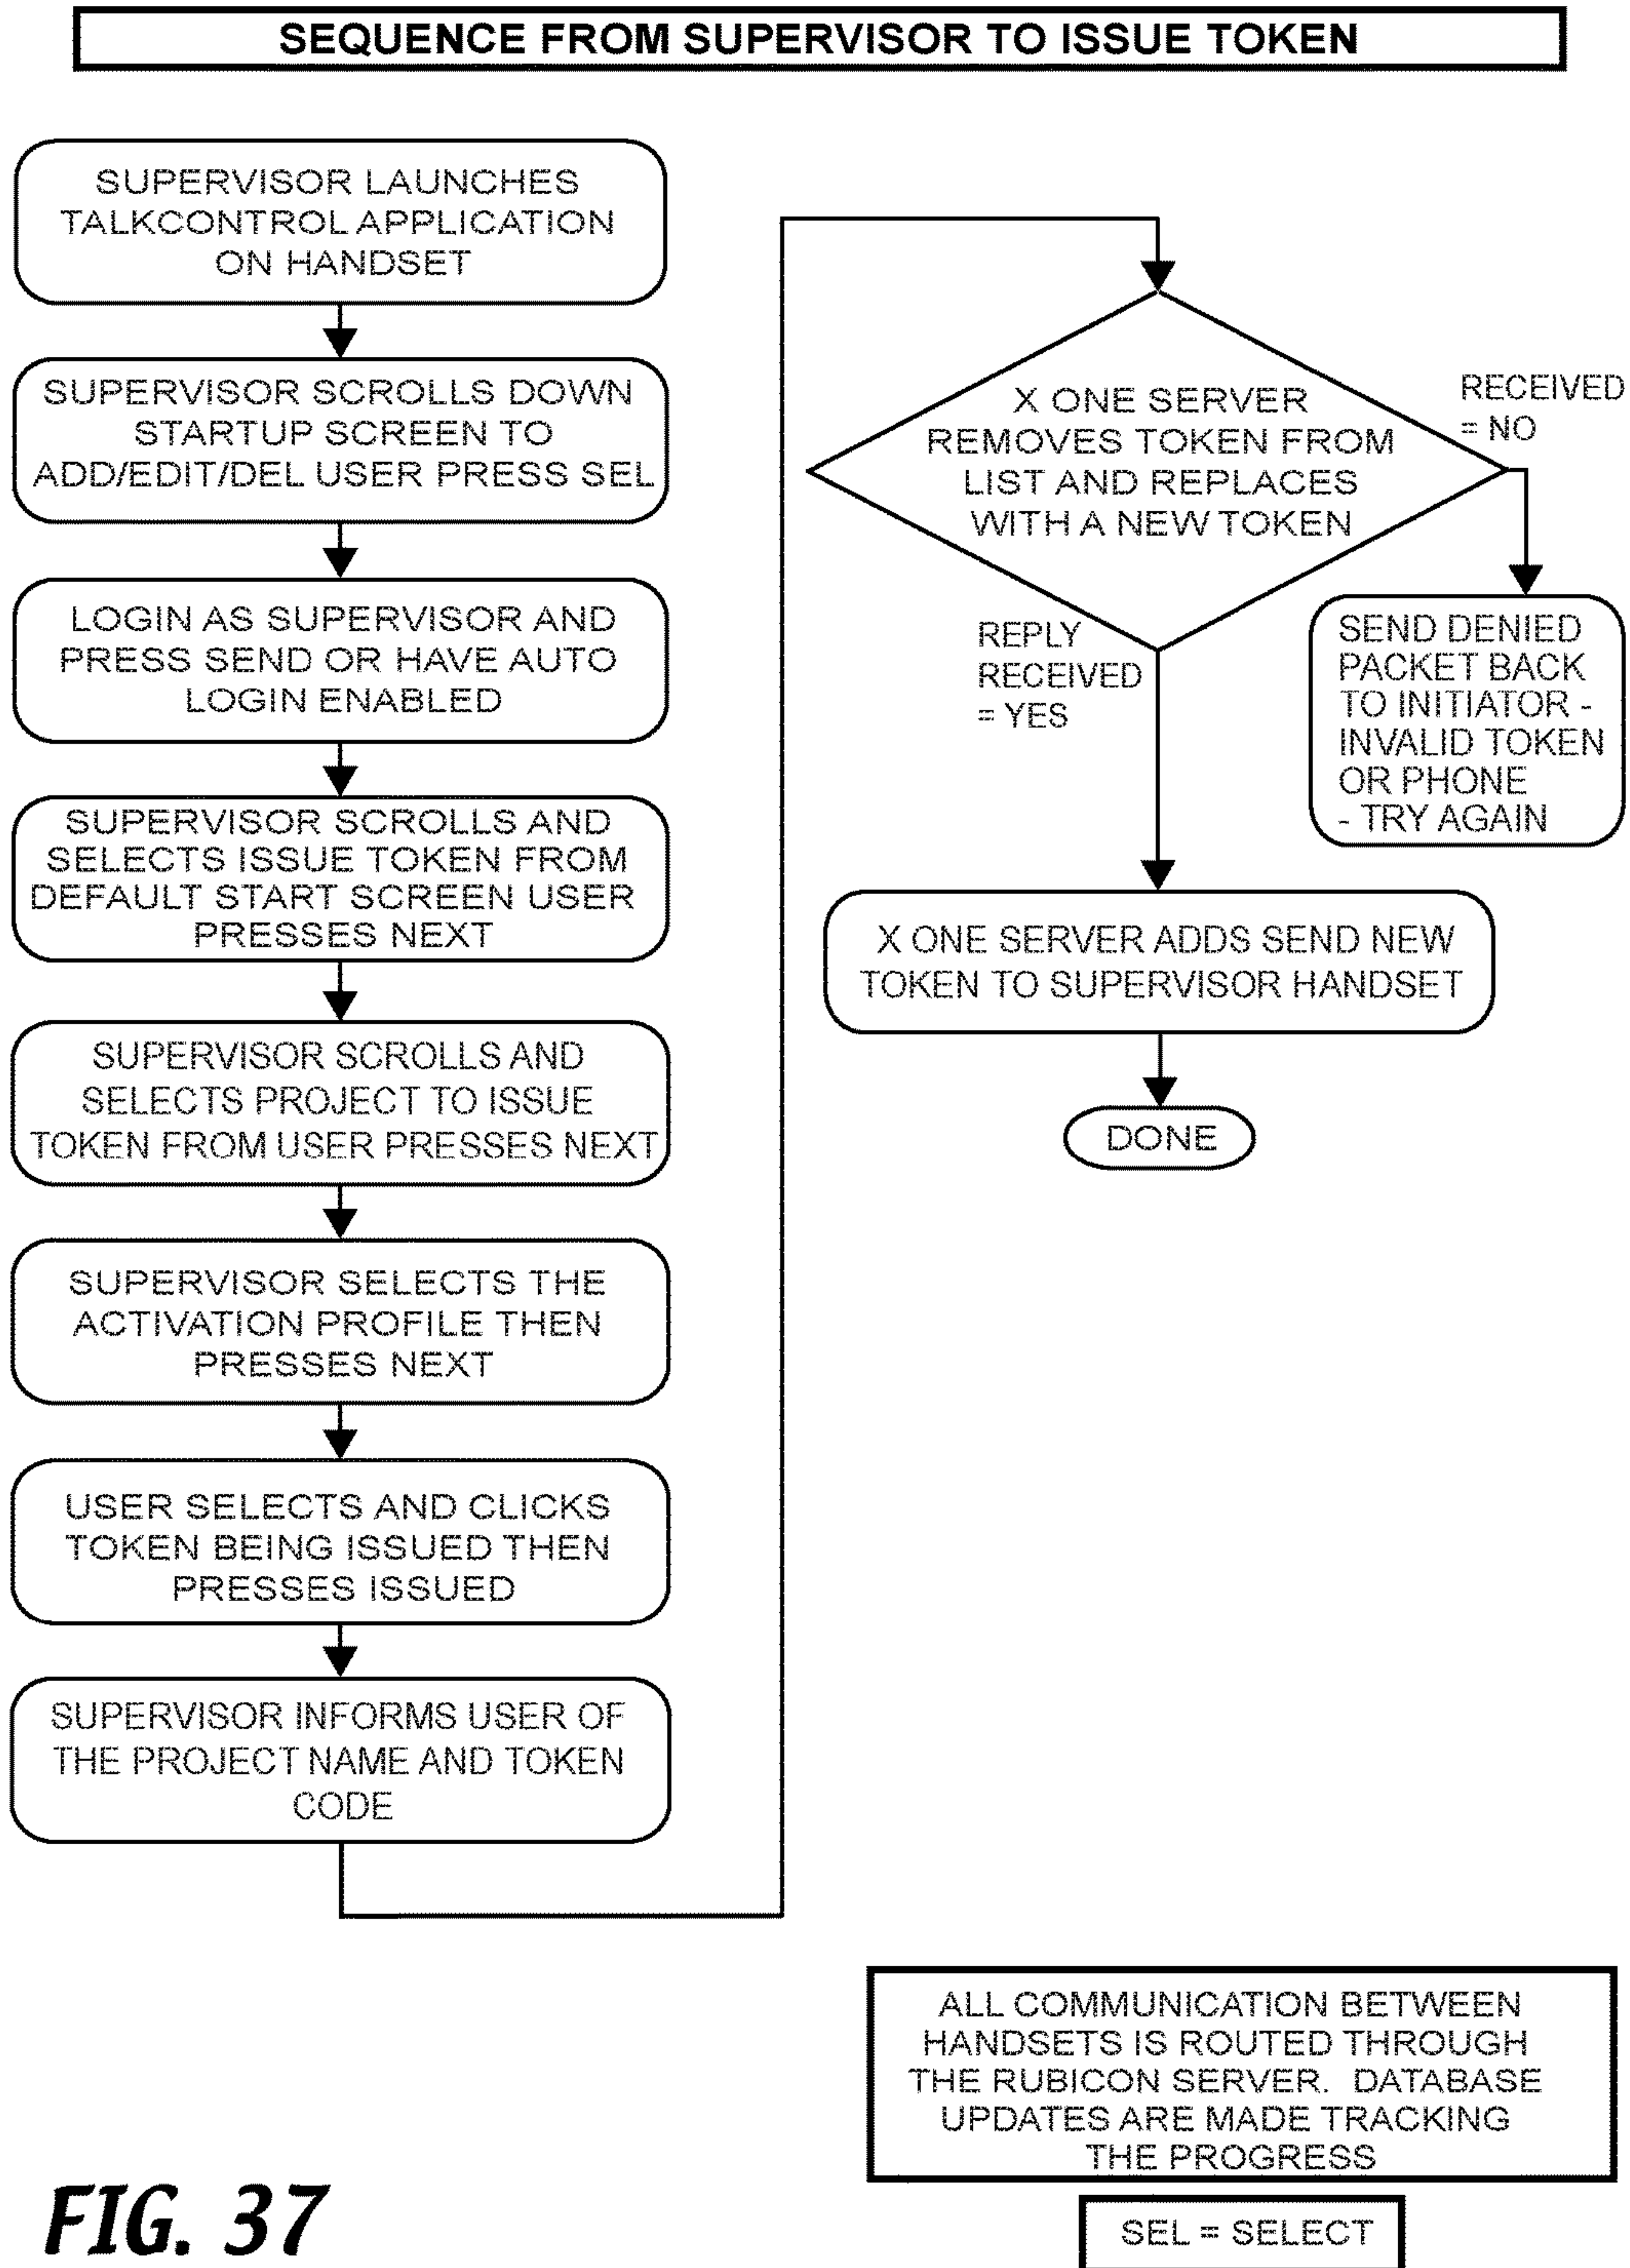 SEQUENCE FROM SUPERVISOR TO ISSUE TOKEN
SUPERVISOR LAUNCHES
TALKCONTROL APPLICATION
ON HANDSET
SUPERVISOR SCROLLS DOWN
STARTUP SCREEN TO
ADD/EDIT/DEL USER PRESS SEL
LOGIN AS SUPERVISOR AND
PRESS SEND OR HAVE AUTO
LOGIN ENABLED
SUPERVISOR SCROLLS AND
SELECTS ISSUE TOKEN FROM
DEFAULT START SCREEN USER
PRESSES NEXT
SUPERVISOR SCROLLS AND
SELECTS PROJECT TO ISSUE
TOKEN FROM USER PRESSES NEXT
SUPERVISOR SELECTS THE
ACTIVATION PROFILE THEN
PRESSES NEXT
USER SELECTS AND CLICKS
TOKEN BEING ISSUED THEN
PRESSES ISSUED
SUPERVISOR INFORMS USER OF
THE PROJECT NAME AND TOKEN
CODE
X ONE SERVER
REMOVES TOKEN FROM
LIST AND REPLACES
WITH A NEW TOKEN
RECEIVED
= NO
SEND DENIED
PACKET BACK
TO INITIATOR -
INVALID TOKEN
OR PHONE
- TRY AGAIN
REPLY
RECEIVED
= YES
X ONE SERVER ADDS SEND NEW
TOKEN TO SUPERVISOR HANDSET
DONE
ALL COMMUNICATION BETWEEN
HANDSETS IS ROUTED THROUGH
THE RUBICON SERVER. DATABASE
UPDATES ARE MADE TRACKING
THE PROGRESS
SEL = SELECT
FIG. 37